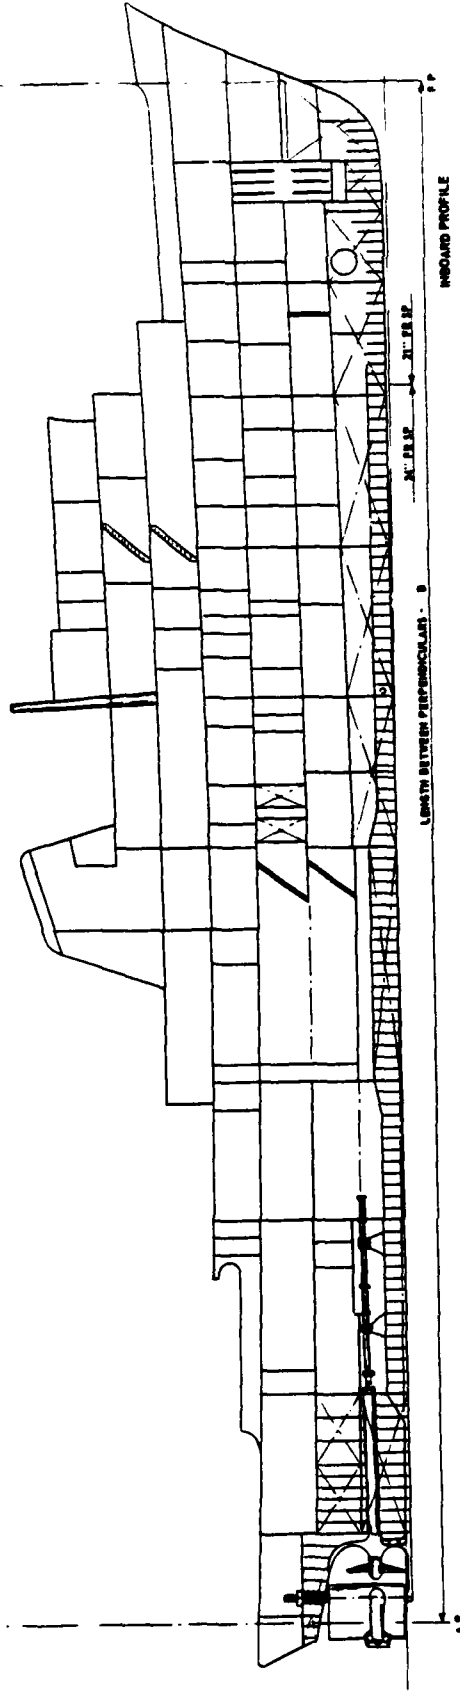 F P
INBOARD PROFILE
21" FR SP
24" FR SP
LENGTH BETWEEN PERPENDICULARS - B